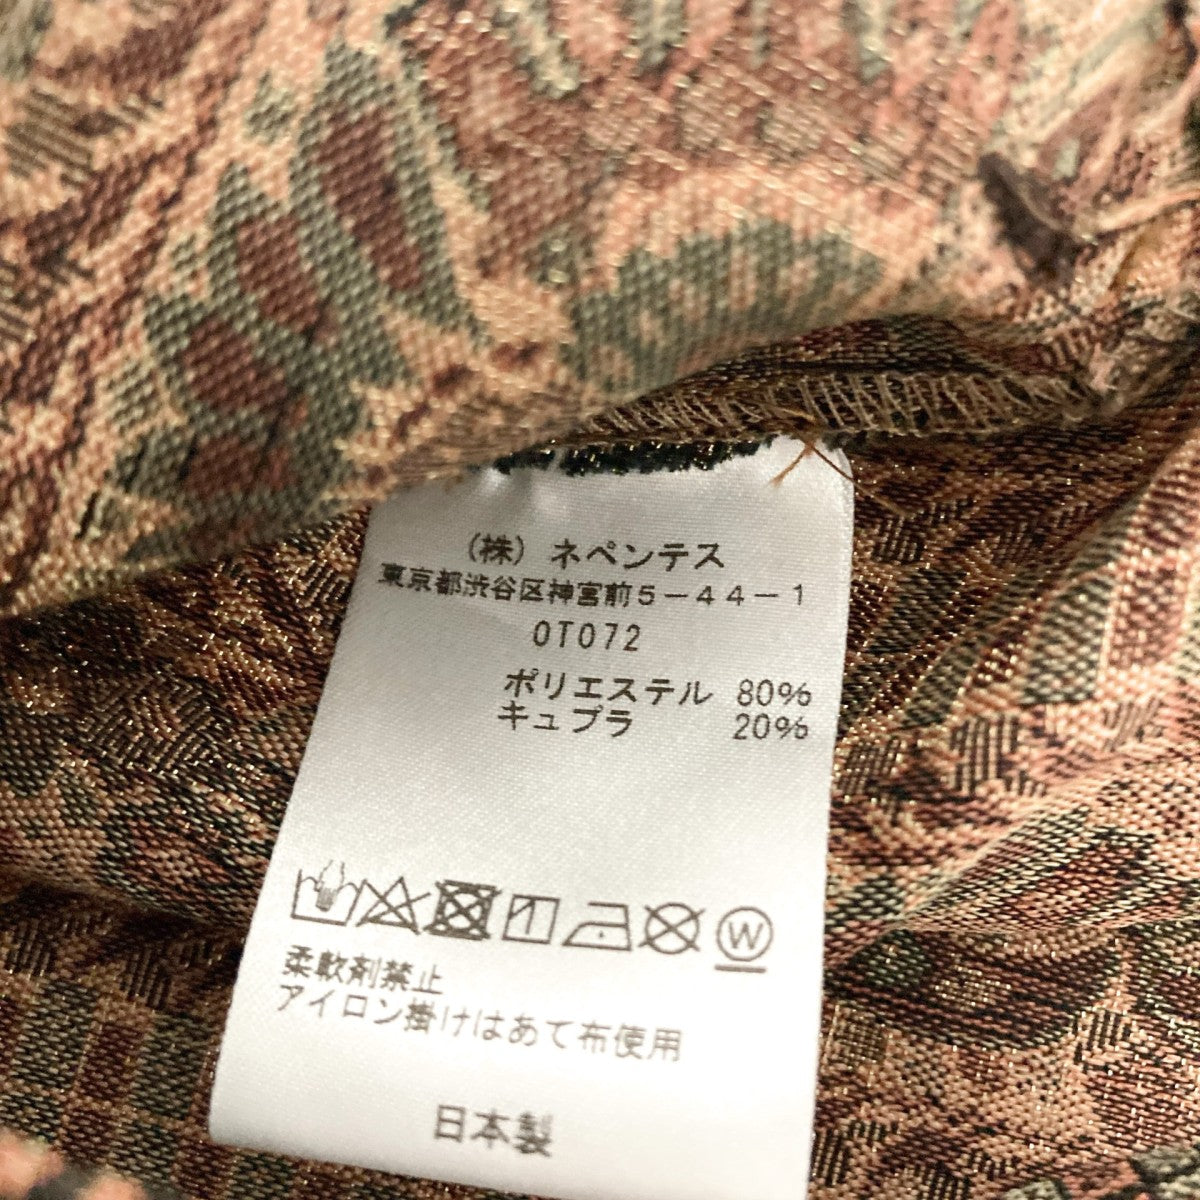 （株）ネペンテス
東京都渋谷区神宮前5－44－1
0T072
ポリエステル 80%
キュプラ 20%
W
柔軟剤禁止
アイロン掛けはあて布使用
日本製